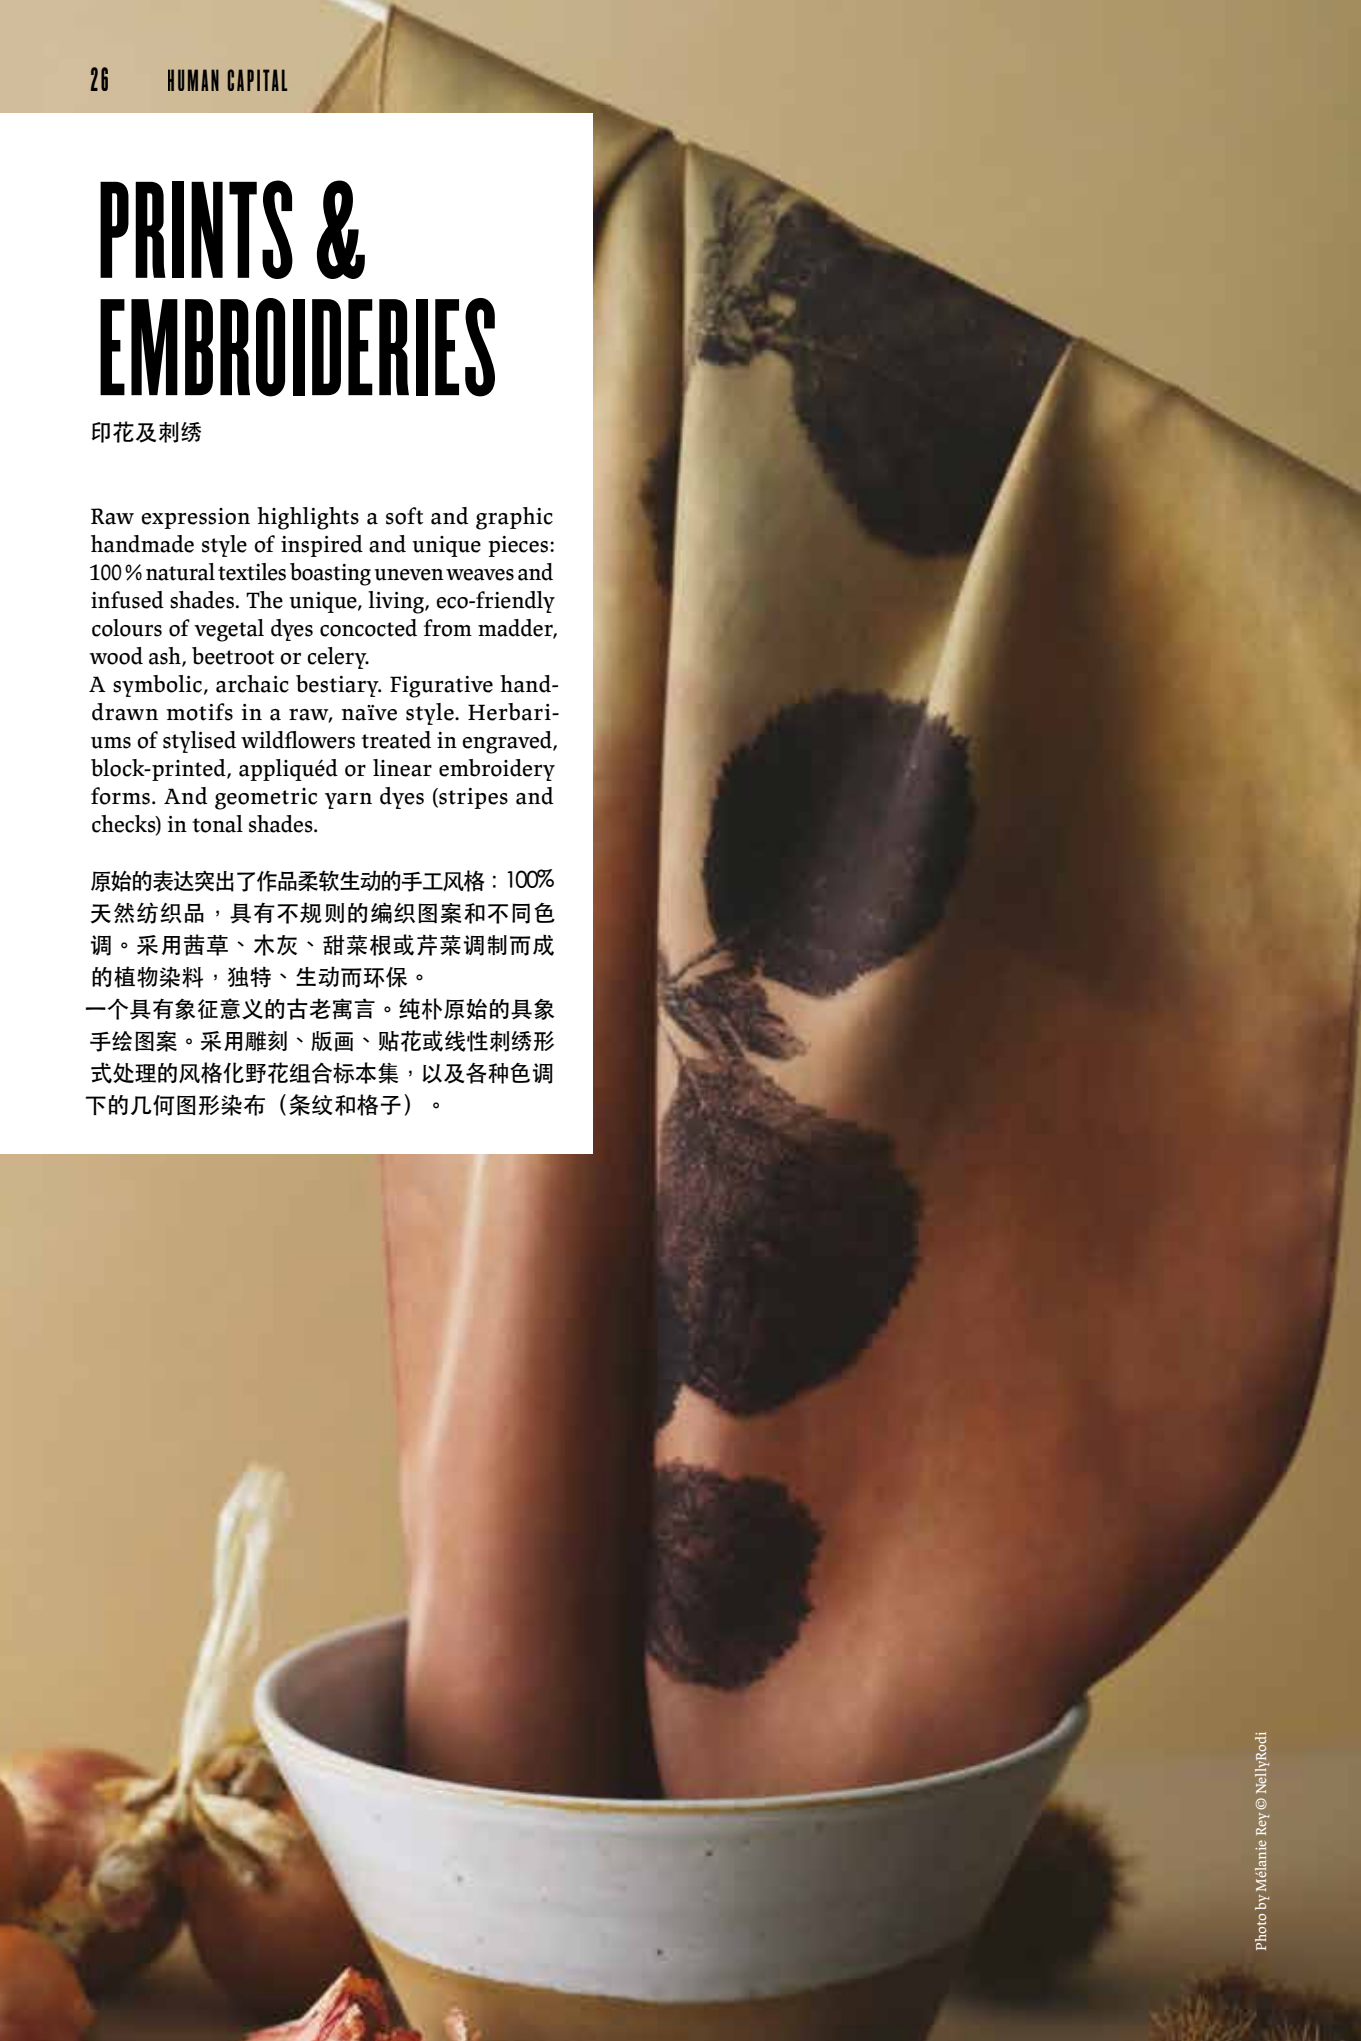 26 HUMAN CAPITAL
PRINTS &
EMBROIDERIES
印花及刺绣
Raw expression highlights a soft and graphic
handmade style of inspired and unique pieces:
100 % natural textiles boasting uneven weaves and
infused shades. The unique, living, eco-friendly
colours of vegetal dyes concocted from madder,
wood ash, beetroot or celery.
A symbolic, archaic bestiary. Figurative hand-
drawn motifs in a raw, naïve style. Herbari-
ums of stylised wildflowers treated in engraved,
block-printed, appliquéd or linear embroidery
forms. And geometric yarn dyes (stripes and
checks) in tonal shades.
原始的表达突出了作品柔软生动的手工风格：100%
天然纺织品，具有不规则的编织图案和不同色
调。采用茜草、木灰、甜菜根或芹菜调制而成
的植物染料，独特、生动而环保。
一个具有象征意义的古老寓言。纯朴原始的具象
手绘图案。采用雕刻、版画、贴花或线性刺绣形
式处理的风格化野花组合标本集，以及各种色调
下的几何图形染布（条纹和格子）。
Photo by Mélanie Rey © NellyRodi